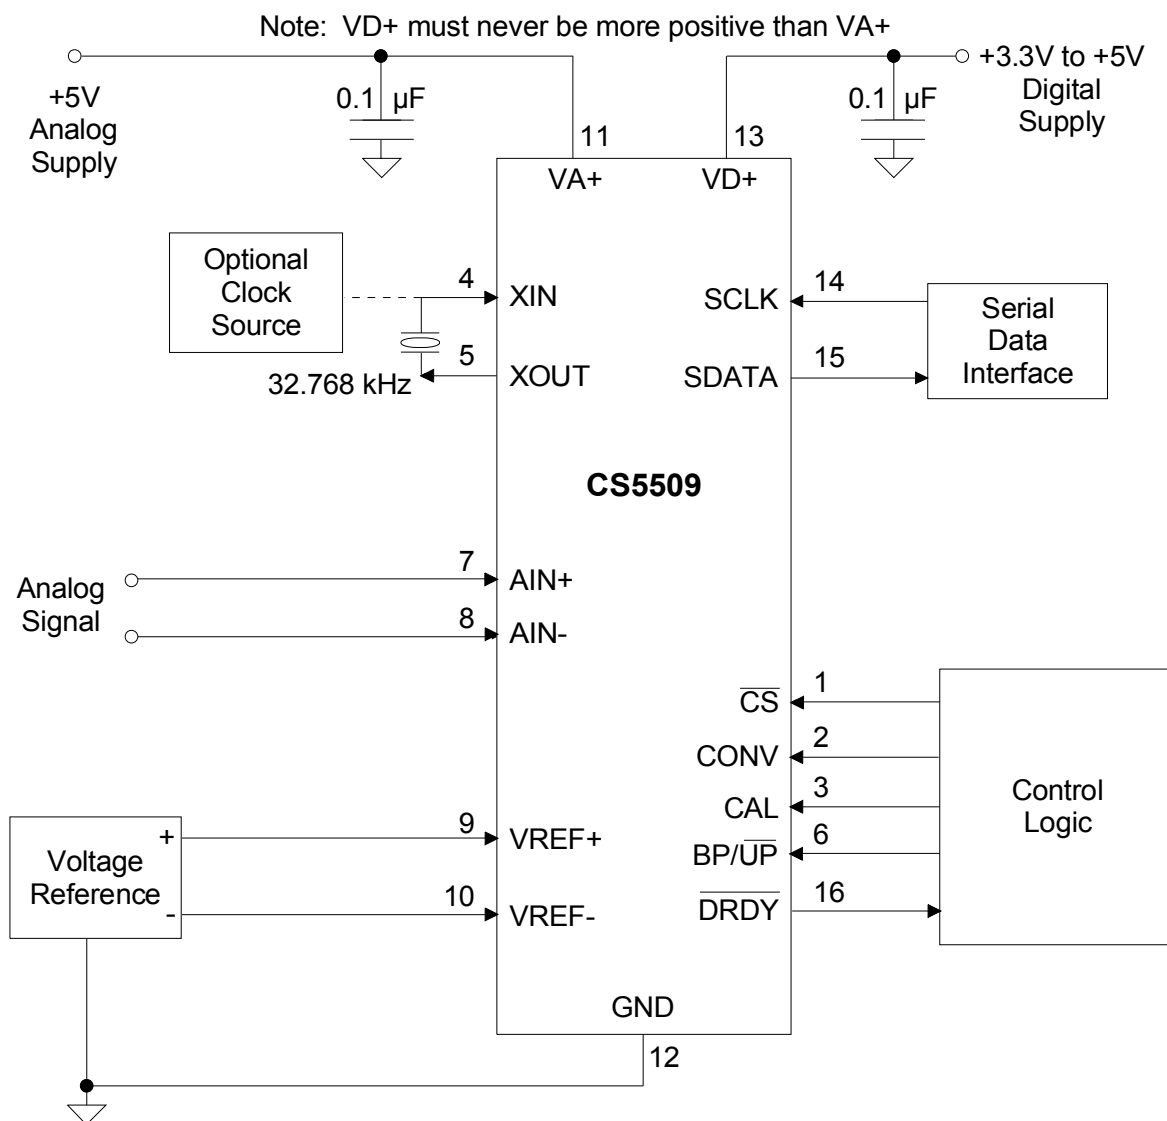 Note: VD+ must never be more positive than VA+
+5V
Analog
Supply
0.1 µF
11
0.1 µF
13
+3.3V to +5V
Digital
Supply
VA+
VD+
Optional
Clock
Source
4
XIN
5
XOUT
32.768 kHz
SCLK
14
SDATA
15
Serial
Data
Interface
CS5509
Analog
Signal
7
AIN+
8
AIN-
C̅S̅
1
CONV
2
CAL
3
BP/U̅P̅
6
D̅R̅D̅Y̅
16
Control
Logic
Voltage
Reference
+
-
9
VREF+
10
VREF-
GND
12